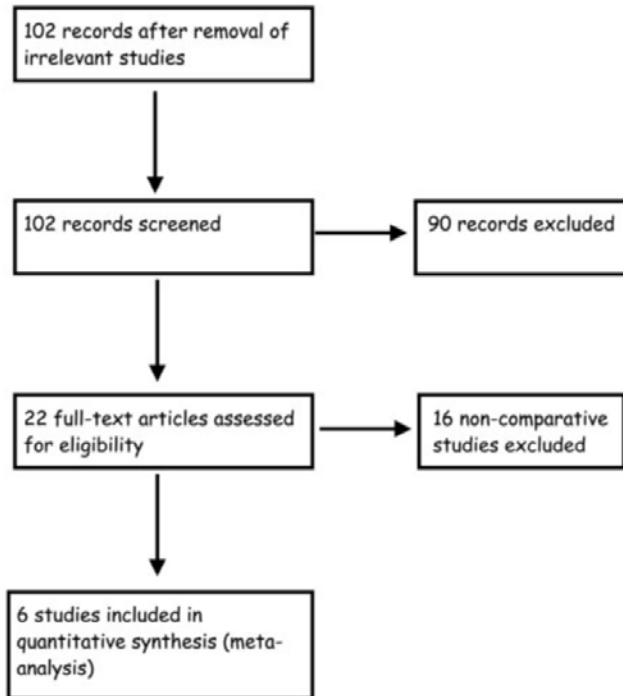 102 records after removal of
irrelevant studies
102 records screened
90 records excluded
22 full-text articles assessed
for eligibility
16 non-comparative
studies excluded
6 studies included in
quantitative synthesis (meta-
analysis)